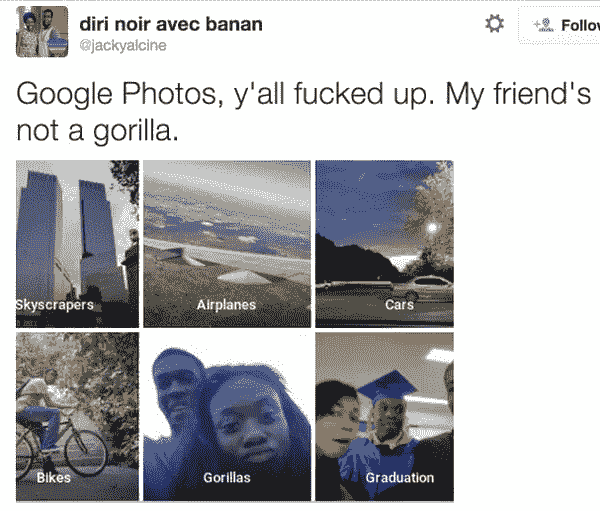 diri noir avec banan
@jackyalcine
Follow
Google Photos, y'all fucked up. My friend's
not a gorilla.
Skyscrapers
Airplanes
Cars
Bikes
Gorillas
Graduation